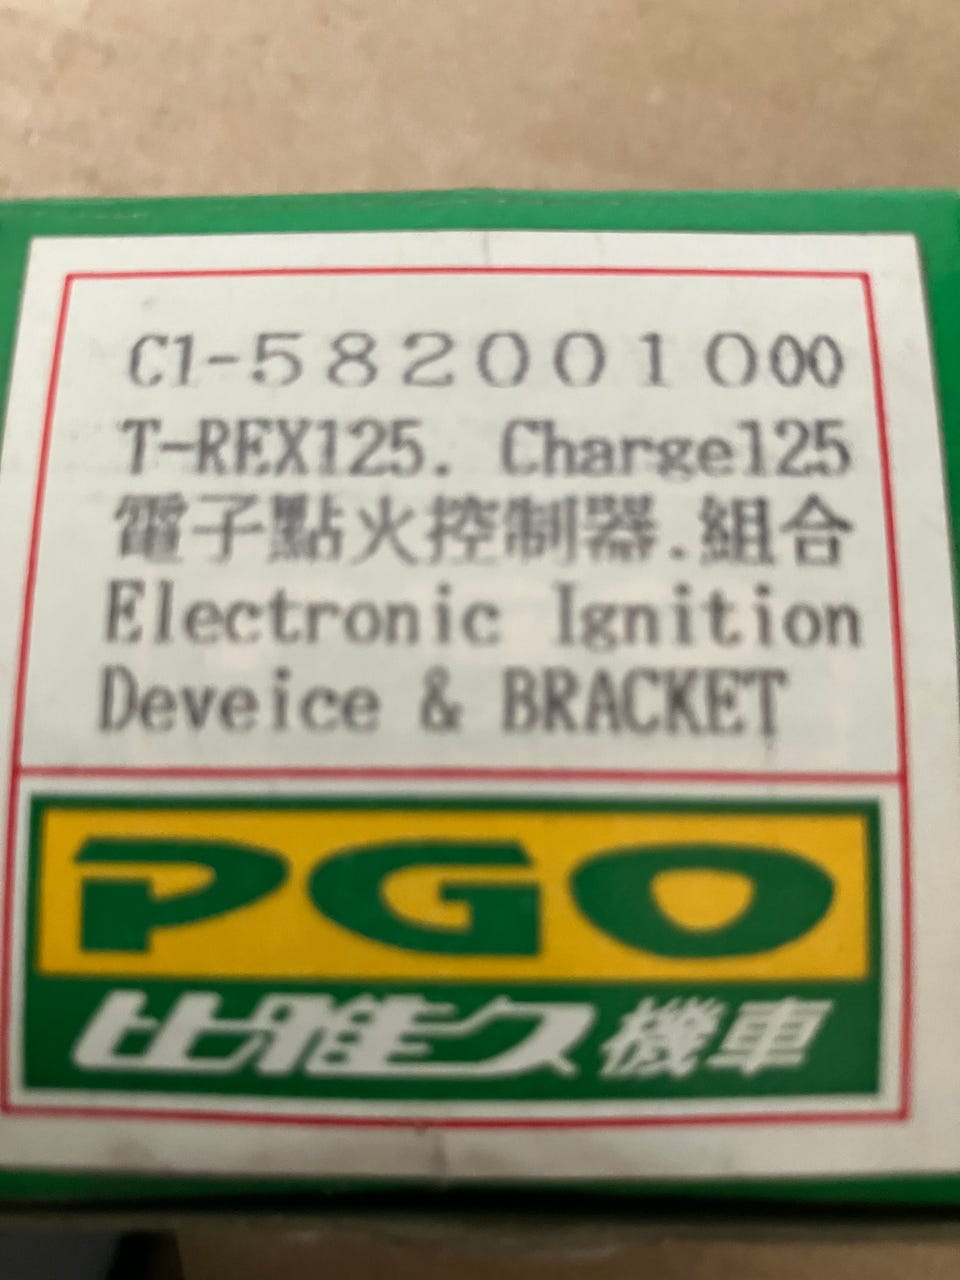 C1-582001000
T-REX125. Charge125
電子點火控制器.組合
Electronic Ignition
Deveice & BRACKET
PGO
比雅久機車